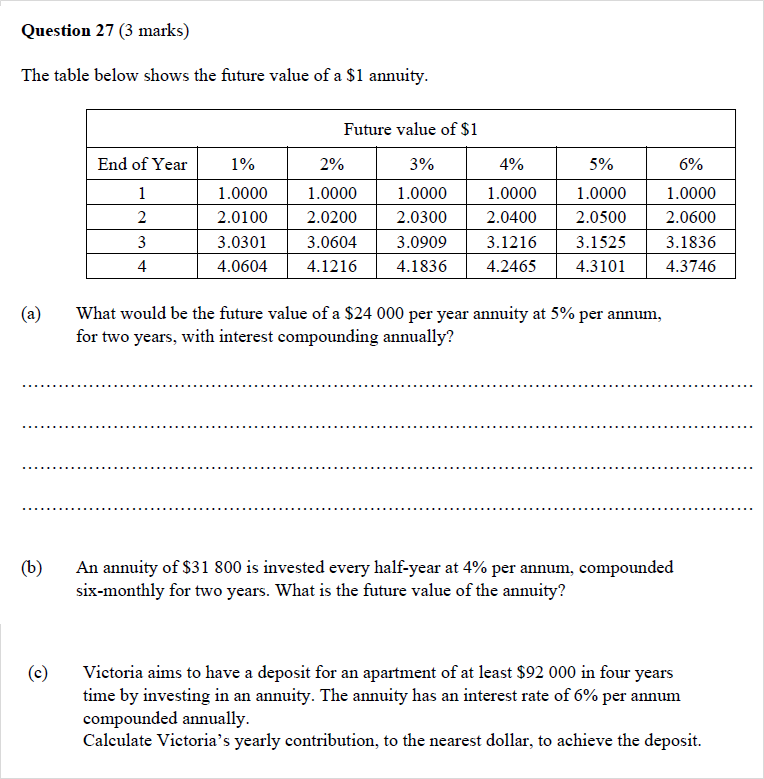 Question 27 (3 marks)
The table below shows the future value of a $1 annuity.
Future value of $1
End of Year 1% 2% 3% 4% 5% 6%
1 1.0000 1.0000 1.0000 1.0000 1.0000 1.0000
2 2.0100 2.0200 2.0300 2.0400 2.0500 2.0600
3 3.0301 3.0604 3.0909 3.1216 3.1525 3.1836
4 4.0604 4.1216 4.1836 4.2465 4.3101 4.3746
(a) What would be the future value of a $24 000 per year annuity at 5% per annum,
for two years, with interest compounding annually?
(b) An annuity of $31 800 is invested every half-year at 4% per annum, compounded
six-monthly for two years. What is the future value of the annuity?
(c) Victoria aims to have a deposit for an apartment of at least $92 000 in four years
time by investing in an annuity. The annuity has an interest rate of 6% per annum
compounded annually.
Calculate Victoria’s yearly contribution, to the nearest dollar, to achieve the deposit.